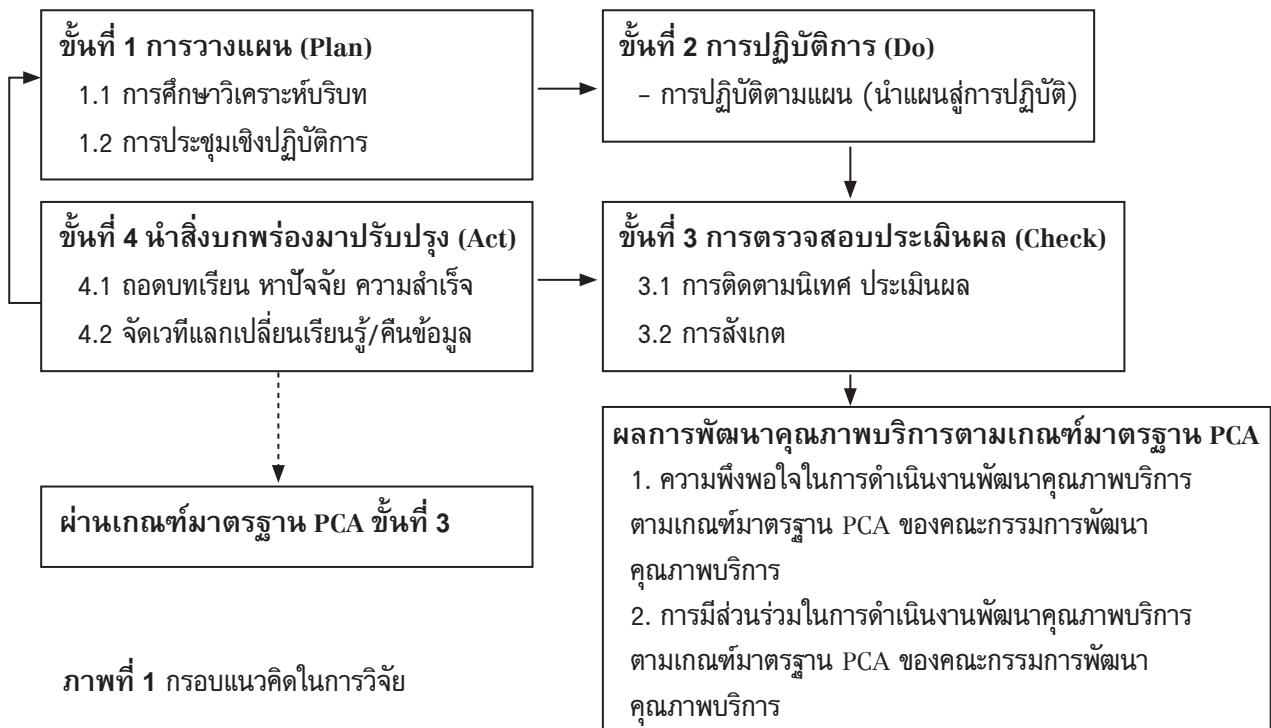 ขั้นที่ 1 การวางแผน (Plan)
1.1 การศึกษาวิเคราะห์บริบท
1.2 การประชุมเชิงปฏิบัติการ
ขั้นที่ 2 การปฏิบัติการ (Do)
– การปฏิบัติตามแผน (นำแผนสู่การปฏิบัติ)
ขั้นที่ 4 นำสิ่งบกพร่องมาปรับปรุง (Act)
4.1 ถอดบทเรียน หาปัจจัย ความสำเร็จ
4.2 จัดเวทีแลกเปลี่ยนเรียนรู้/คืนข้อมูล
ขั้นที่ 3 การตรวจสอบประเมินผล (Check)
3.1 การติดตามนิเทศ ประเมินผล
3.2 การสังเกต
ผ่านเกณฑ์มาตรฐาน PCA ขั้นที่ 3
ผลการพัฒนาคุณภาพบริการตามเกณฑ์มาตรฐาน PCA
1. ความพึงพอใจในการดำเนินงานพัฒนาคุณภาพบริการ
ตามเกณฑ์มาตรฐาน PCA ของคณะกรรมการพัฒนา
คุณภาพบริการ
2. การมีส่วนร่วมในการดำเนินงานพัฒนาคุณภาพบริการ
ตามเกณฑ์มาตรฐาน PCA ของคณะกรรมการพัฒนา
คุณภาพบริการ
ภาพที่ 1 กรอบแนวคิดในการวิจัย